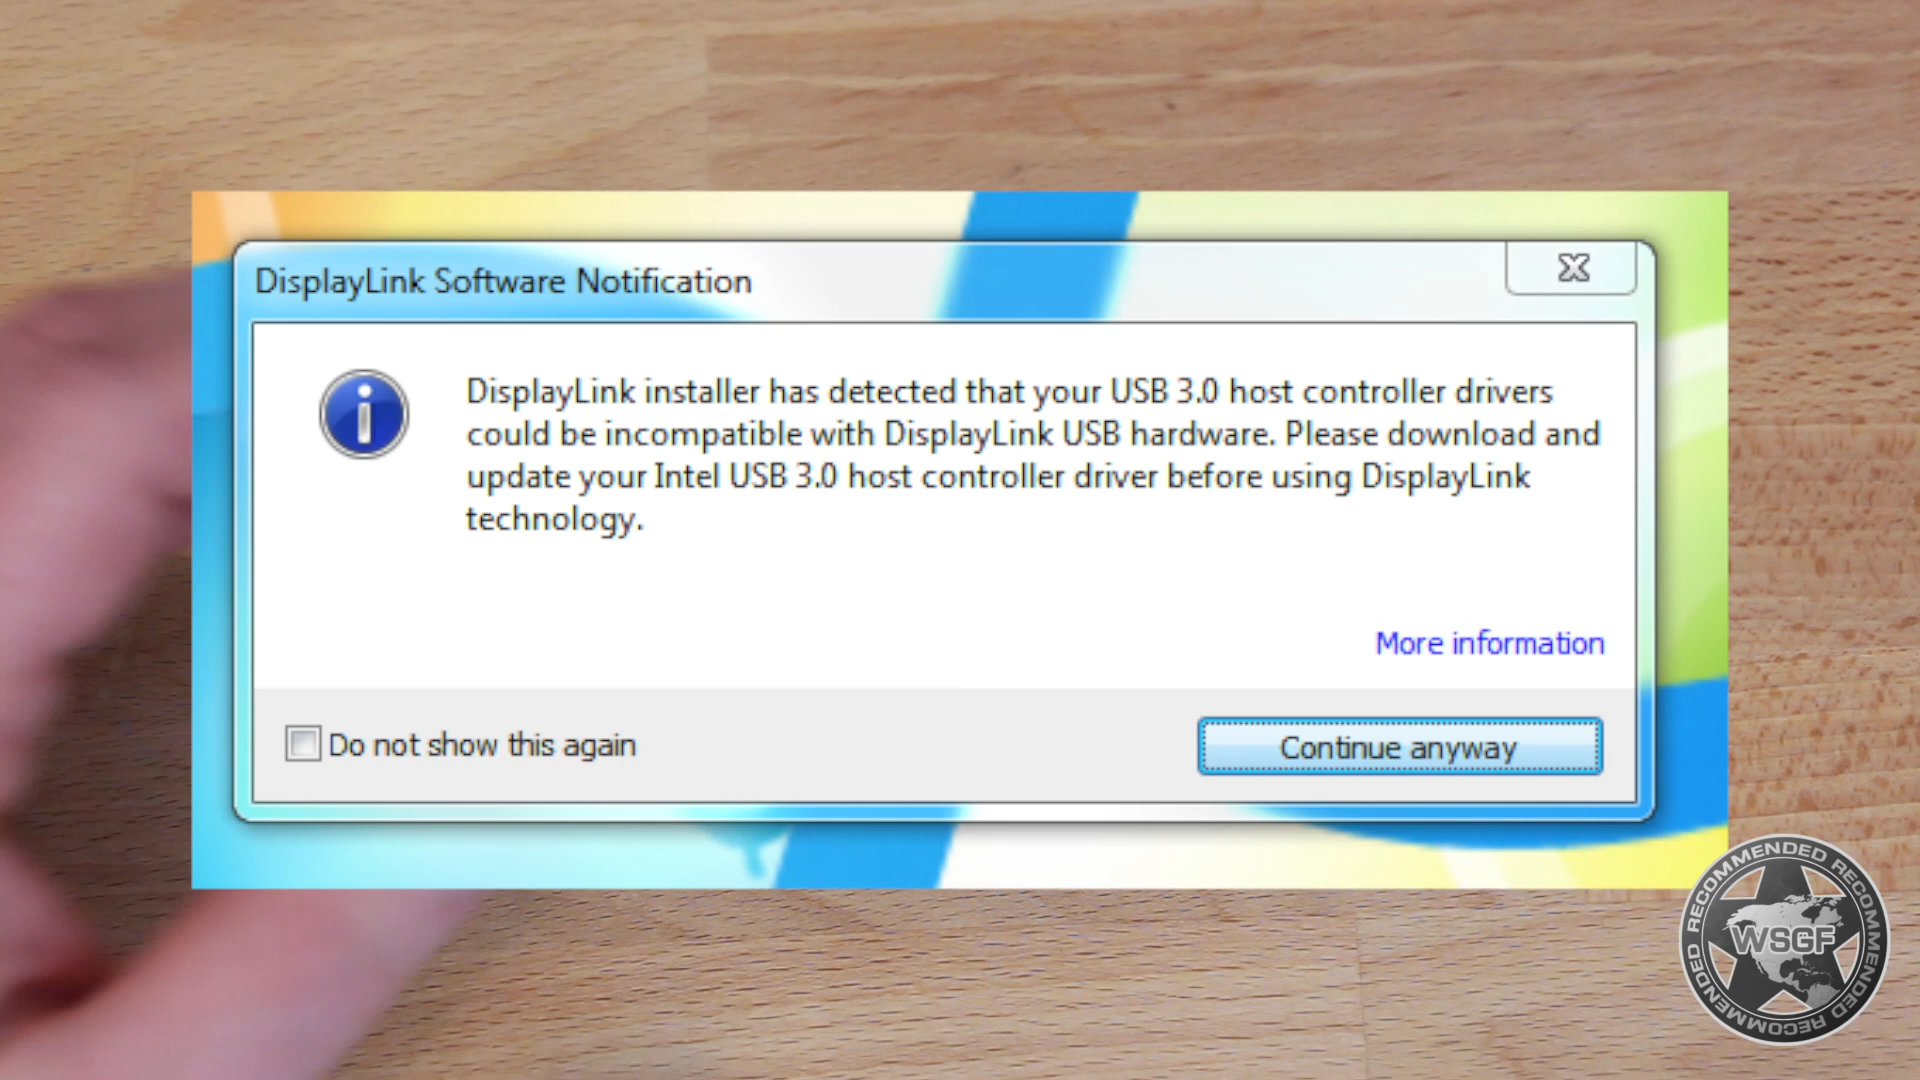 DisplayLink Software Notification
DisplayLink installer has detected that your USB 3.0 host controller drivers
could be incompatible with DisplayLink USB hardware. Please download and
update your Intel USB 3.0 host controller driver before using DisplayLink
technology.
More information
Do not show this again
Continue anyway
RECOMMENDED RECOMMENDED RECOMMENDED
WSGF